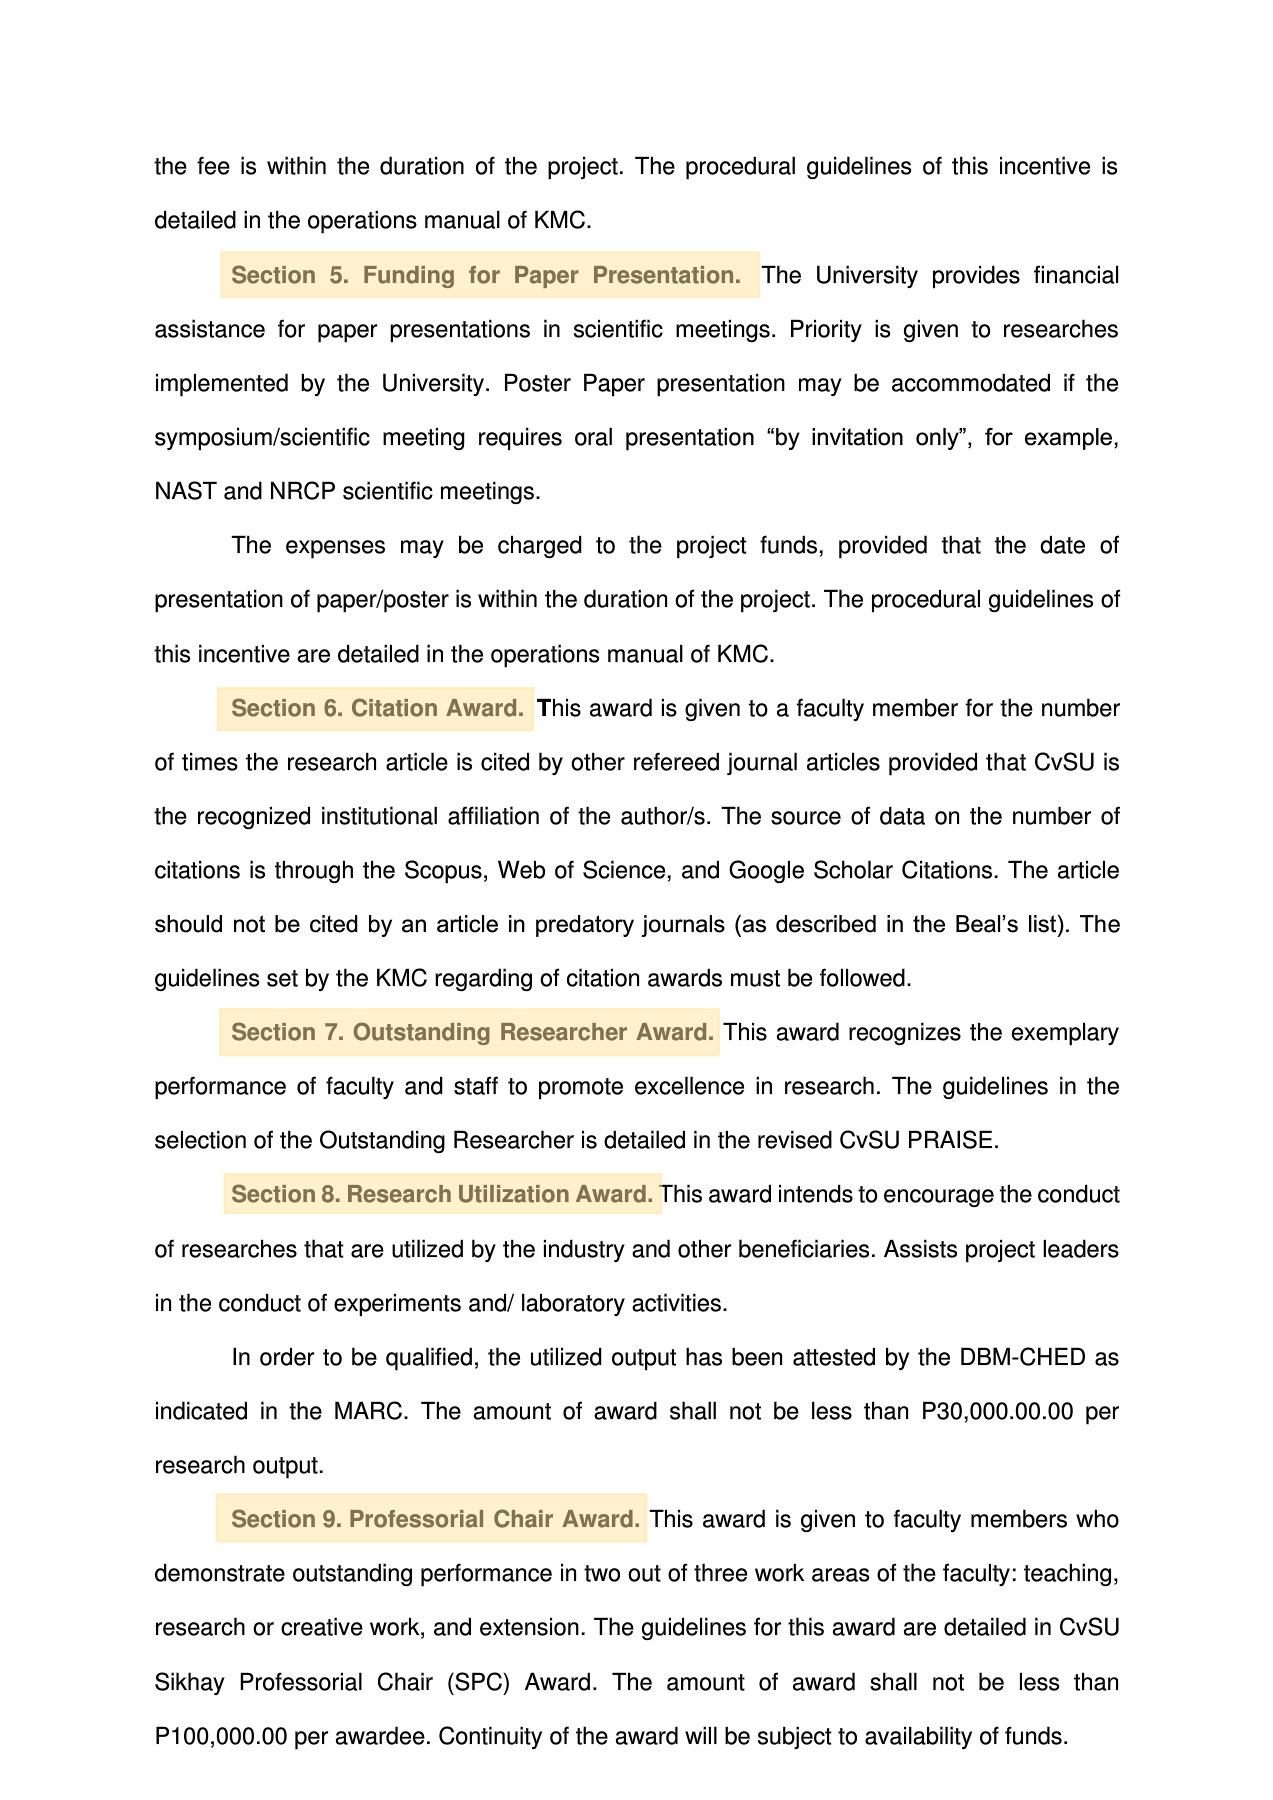 the fee is within the duration of the project. The procedural guidelines of this incentive is
detailed in the operations manual of KMC.
Section 5. Funding for Paper Presentation. The University provides financial
assistance for paper presentations in scientific meetings. Priority is given to researches
implemented by the University. Poster Paper presentation may be accommodated if the
symposium/scientific meeting requires oral presentation “by invitation only”, for example,
NAST and NRCP scientific meetings.
The expenses may be charged to the project funds, provided that the date of
presentation of paper/poster is within the duration of the project. The procedural guidelines of
this incentive are detailed in the operations manual of KMC.
Section 6. Citation Award. This award is given to a faculty member for the number
of times the research article is cited by other refereed journal articles provided that CvSU is
the recognized institutional affiliation of the author/s. The source of data on the number of
citations is through the Scopus, Web of Science, and Google Scholar Citations. The article
should not be cited by an article in predatory journals (as described in the Beal’s list). The
guidelines set by the KMC regarding of citation awards must be followed.
Section 7. Outstanding Researcher Award. This award recognizes the exemplary
performance of faculty and staff to promote excellence in research. The guidelines in the
selection of the Outstanding Researcher is detailed in the revised CvSU PRAISE.
Section 8. Research Utilization Award. This award intends to encourage the conduct
of researches that are utilized by the industry and other beneficiaries. Assists project leaders
in the conduct of experiments and/ laboratory activities.
In order to be qualified, the utilized output has been attested by the DBM-CHED as
indicated in the MARC. The amount of award shall not be less than P30,000.00.00 per
research output.
Section 9. Professorial Chair Award. This award is given to faculty members who
demonstrate outstanding performance in two out of three work areas of the faculty: teaching,
research or creative work, and extension. The guidelines for this award are detailed in CvSU
Sikhay Professorial Chair (SPC) Award. The amount of award shall not be less than
P100,000.00 per awardee. Continuity of the award will be subject to availability of funds.